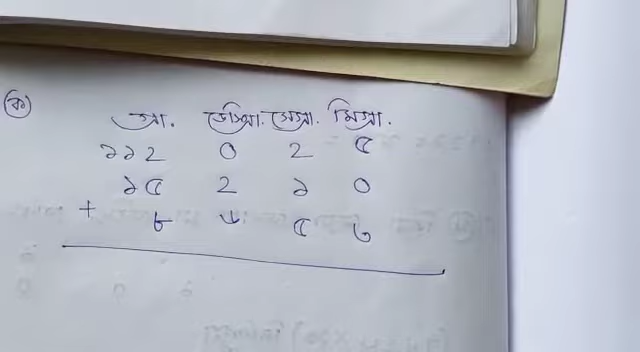 ক
গ্রা. ডেসিগ্রা. সেগ্রা. মিগ্রা.
১১২ ০ ২ ৫
১৫ ২ ১ ০
+ ৮ ৬ ৫ ৩